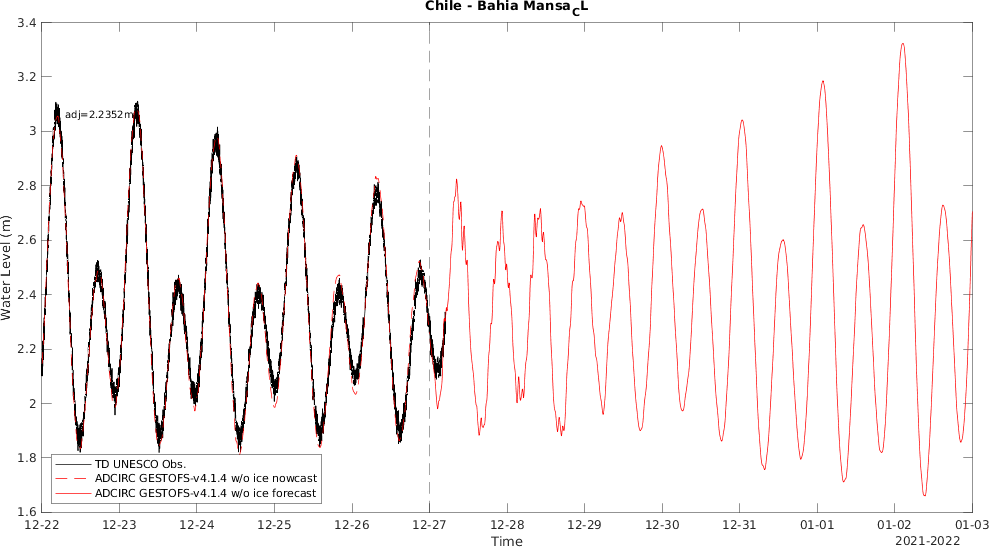 Chile - Bahia Mansa_CL
3.4
3.2
3
2.8
2.6
2.4
2.2
2
1.8
1.6
Water Level (m)
adj=2.2352m
TD UNESCO Obs.
ADCIRC GESTOFS-v4.1.4 w/o ice nowcast
ADCIRC GESTOFS-v4.1.4 w/o ice forecast
12-22 12-23 12-24 12-25 12-26 12-27 12-28 12-29 12-30 12-31 01-01 01-02 01-03
Time
2021-2022